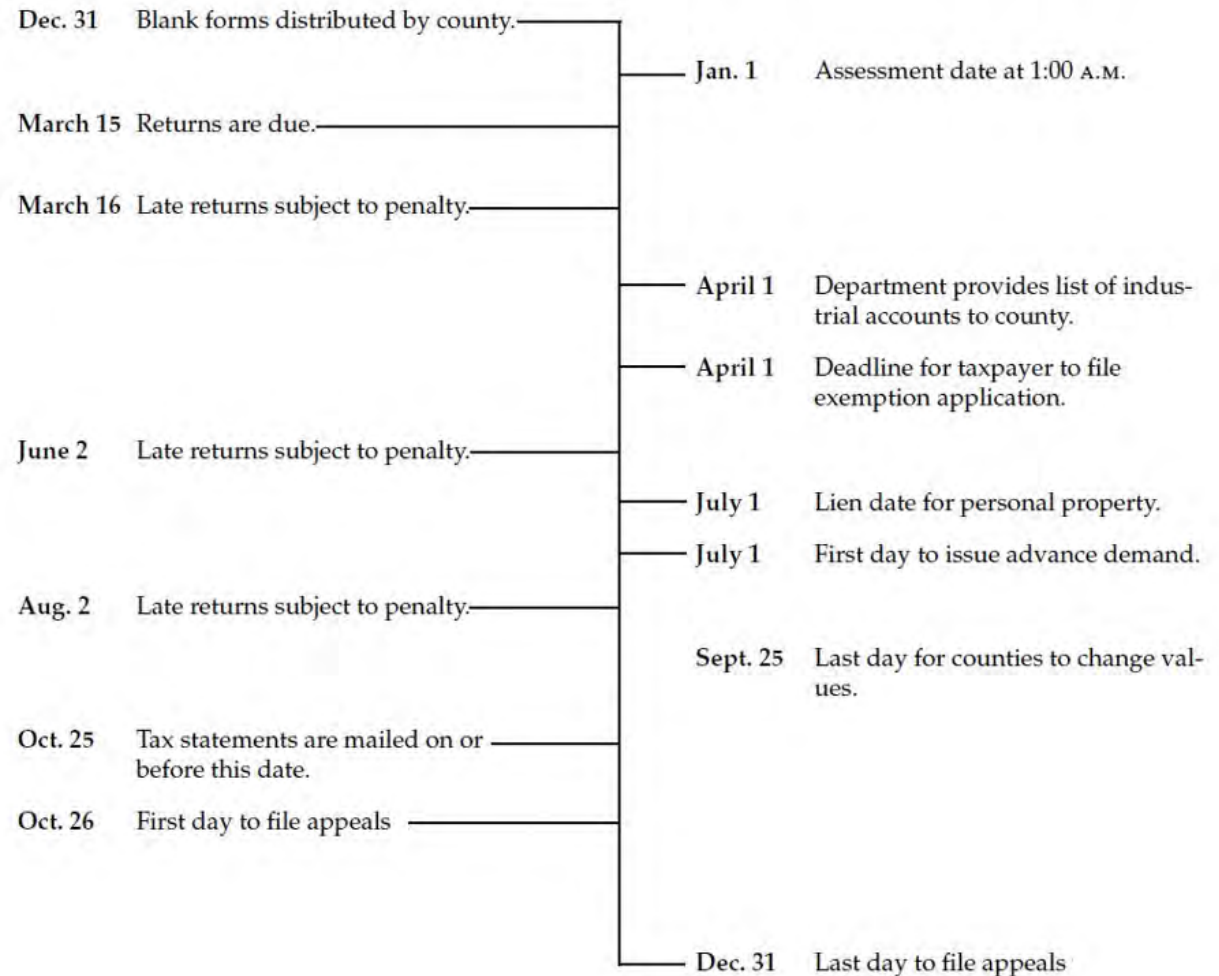 Dec. 31 Blank forms distributed by county.
Jan. 1 Assessment date at 1:00 A.M.
March 15 Returns are due.
March 16 Late returns subject to penalty.
April 1 Department provides list of indus-
trial accounts to county.
April 1 Deadline for taxpayer to file
exemption application.
June 2 Late returns subject to penalty.
July 1 Lien date for personal property.
July 1 First day to issue advance demand.
Aug. 2 Late returns subject to penalty.
Sept. 25 Last day for counties to change val-
ues.
Oct. 25 Tax statements are mailed on or
before this date.
Oct. 26 First day to file appeals
Dec. 31 Last day to file appeals